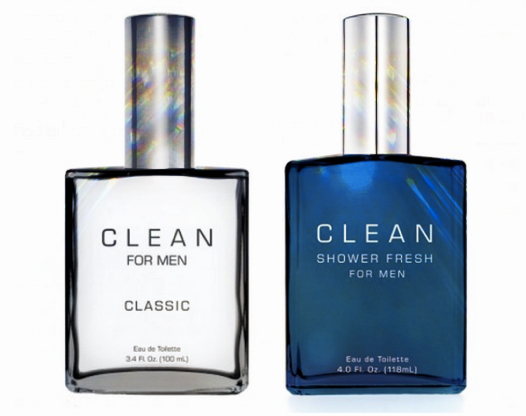 CLEAN
FOR MEN
CLASSIC
Eau de Toilette
3.4 Fl. Oz. (100 mL)
CLEAN
SHOWER FRESH
FOR MEN
Eau de Toilette
4.0 Fl. Oz. (118mL)